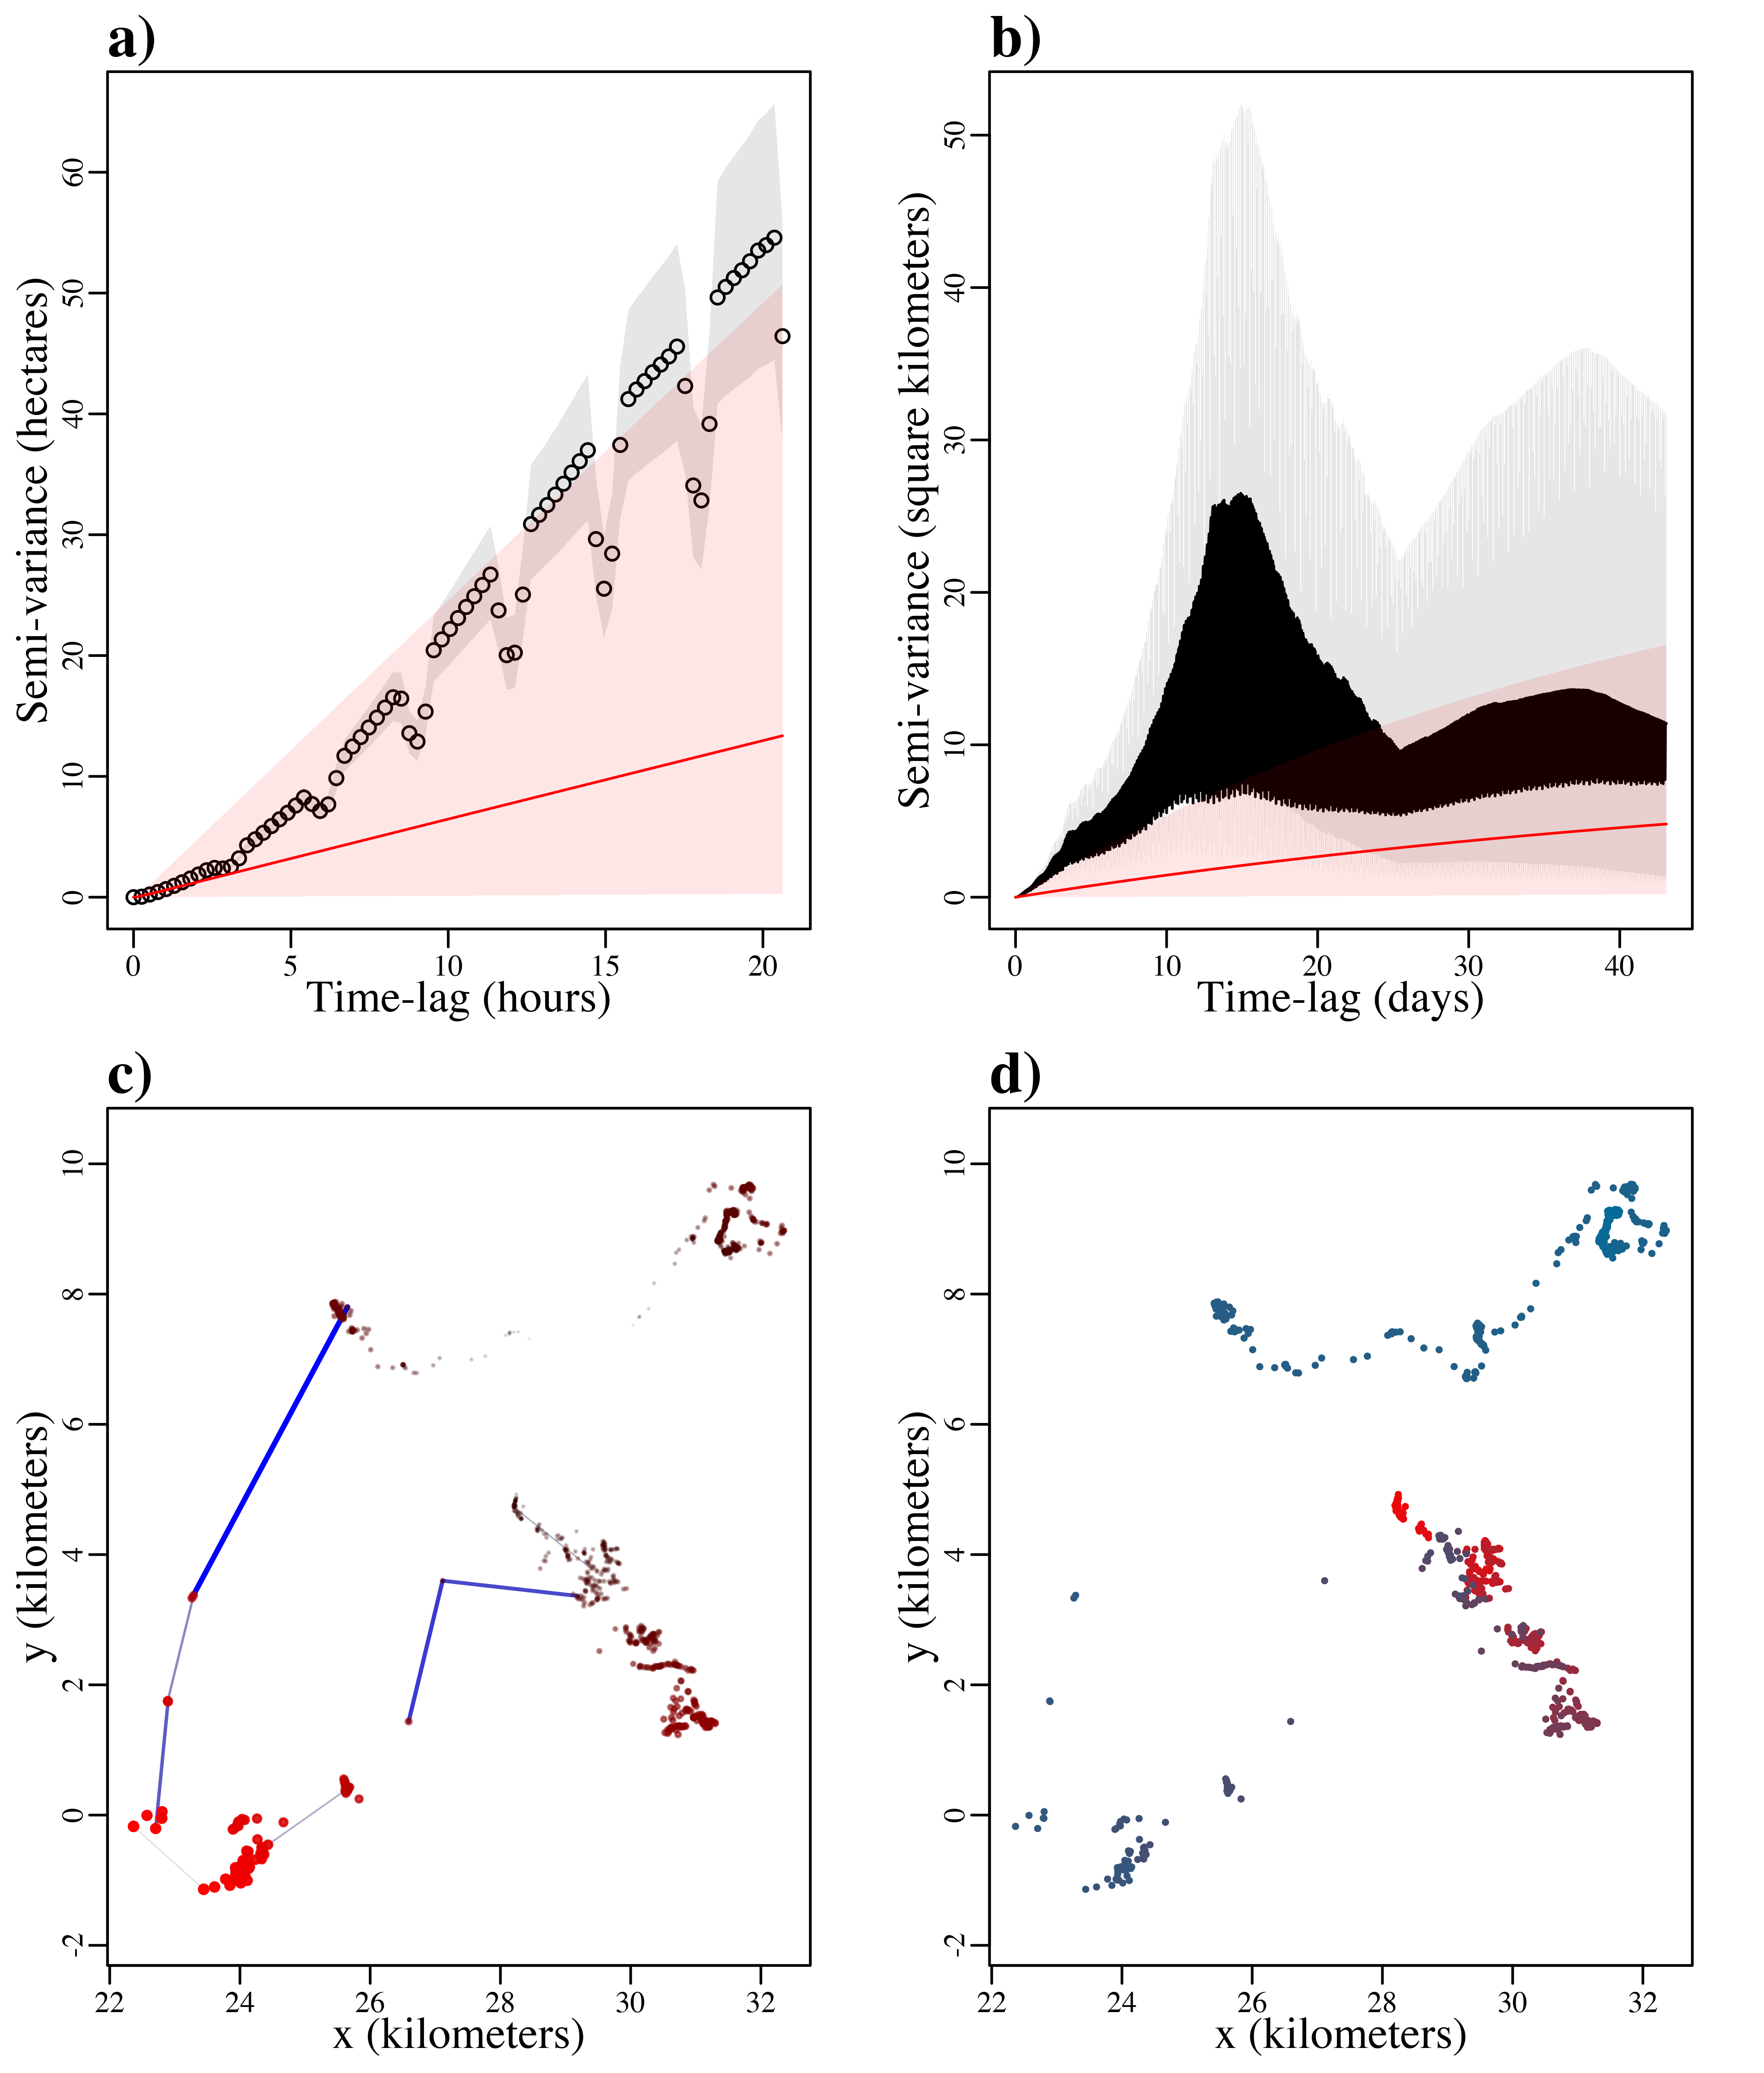 a)
Semi-variance (hectares)
0 10 20 30 40 50 60
0 5 10 15 20
Time-lag (hours)
b)
Semi-variance (square kilometers)
0 10 20 30 40 50
0 10 20 30 40
Time-lag (days)
c)
y (kilometers)
-2 0 2 4 6 8 10
22 24 26 28 30 32
x (kilometers)
d)
y (kilometers)
-2 0 2 4 6 8 10
22 24 26 28 30 32
x (kilometers)